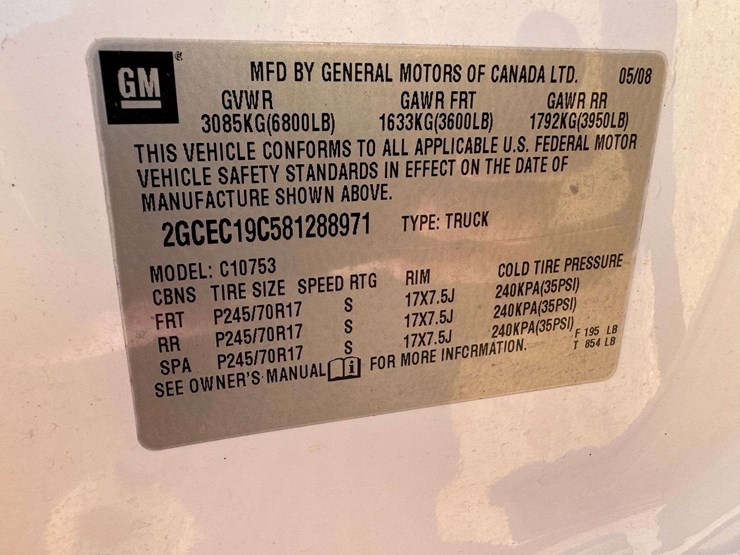 GM ®
MFD BY GENERAL MOTORS OF CANADA LTD. 05/08
GVWR GAWR FRT GAWR RR
3085KG(6800LB) 1633KG(3600LB) 1792KG(3950LB)
THIS VEHICLE CONFORMS TO ALL APPLICABLE U.S. FEDERAL MOTOR
VEHICLE SAFETY STANDARDS IN EFFECT ON THE DATE OF
MANUFACTURE SHOWN ABOVE.
2GCEC19C581288971 TYPE: TRUCK
MODEL: C10753
CBNS TIRE SIZE SPEED RTG RIM COLD TIRE PRESSURE
FRT P245/70R17 S 17X7.5J 240KPA(35PSI)
RR P245/70R17 S 17X7.5J 240KPA(35PSI)
SPA P245/70R17 S 17X7.5J 240KPA(35PSI) F 195 LB
SEE OWNER'S MANUAL i FOR MORE INFCRMATION. T 854 LB